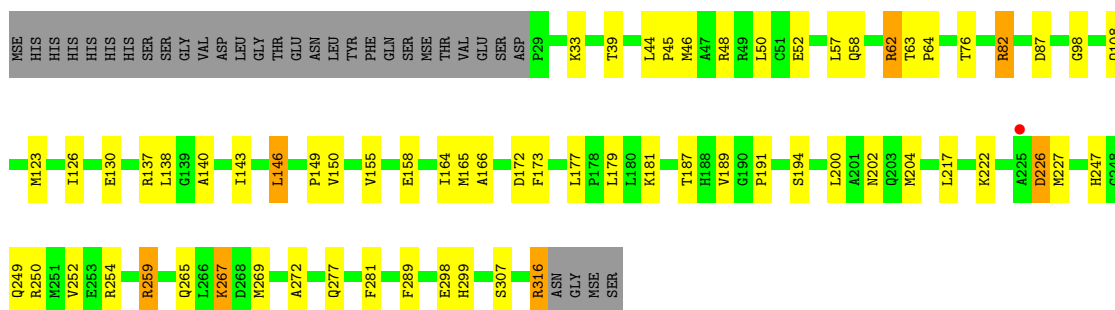 MSE HIS HIS HIS HIS HIS HIS SER SER GLY VAL ASP LEU GLY THR GLU ASN LEU TYR PHE GLN SER MSE THR VAL GLU SER ASP P29 K33 T39 L44 P45 M46 A47 R48 R49 L50 C51 E52 L57 Q58 R62 T63 P64 T76 R82 D87 G98
M123 I126 E130 R137 L138 G139 A140 I143 L146 P149 V150 V155 E158 I164 M165 A166 D172 F173 L177 P178 L179 L180 K181 T187 H188 V189 G190 P191 S194 L200 A201 N202 Q203 M204 L217 K222 A225 D226 M227 H247
Q249 R250 M251 V252 E253 R254 R259 Q265 L266 K267 D268 M269 A272 Q277 F281 F289 E298 H299 S307 R316 ASN GLY MSE SER